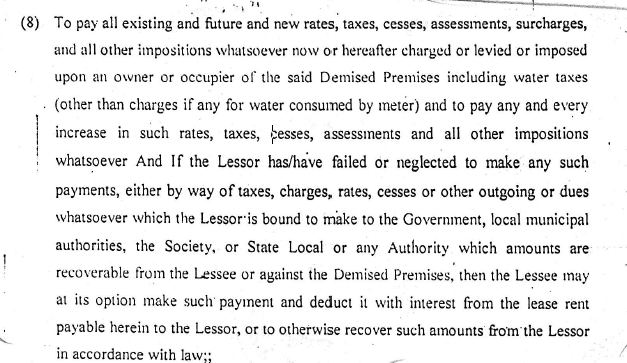 (8) To pay all existing and future and new rates, taxes, cesses, assessments, surcharges,
and all other impositions whatsoever now or hereafter charged or levied or imposed
upon an owner or occupier of the said Demised Premises including water taxes
(other than charges if any for water consumed by meter) and to pay any and every
increase in such rates, taxes, cesses, assessments and all other impositions
whatsoever And If the Lessor has/have failed or neglected to make any such
payments, either by way of taxes, charges, rates, cesses or other outgoing or dues
whatsoever which the Lessor is bound to make to the Government, local municipal
authorities, the Society, or State Local or any Authority which amounts are
recoverable from the Lessee or against the Demised Premises, then the Lessee may
at its option make such payment and deduct it with interest from the lease rent
payable herein to the Lessor, or to otherwise recover such amounts from the Lessor
in accordance with law;;